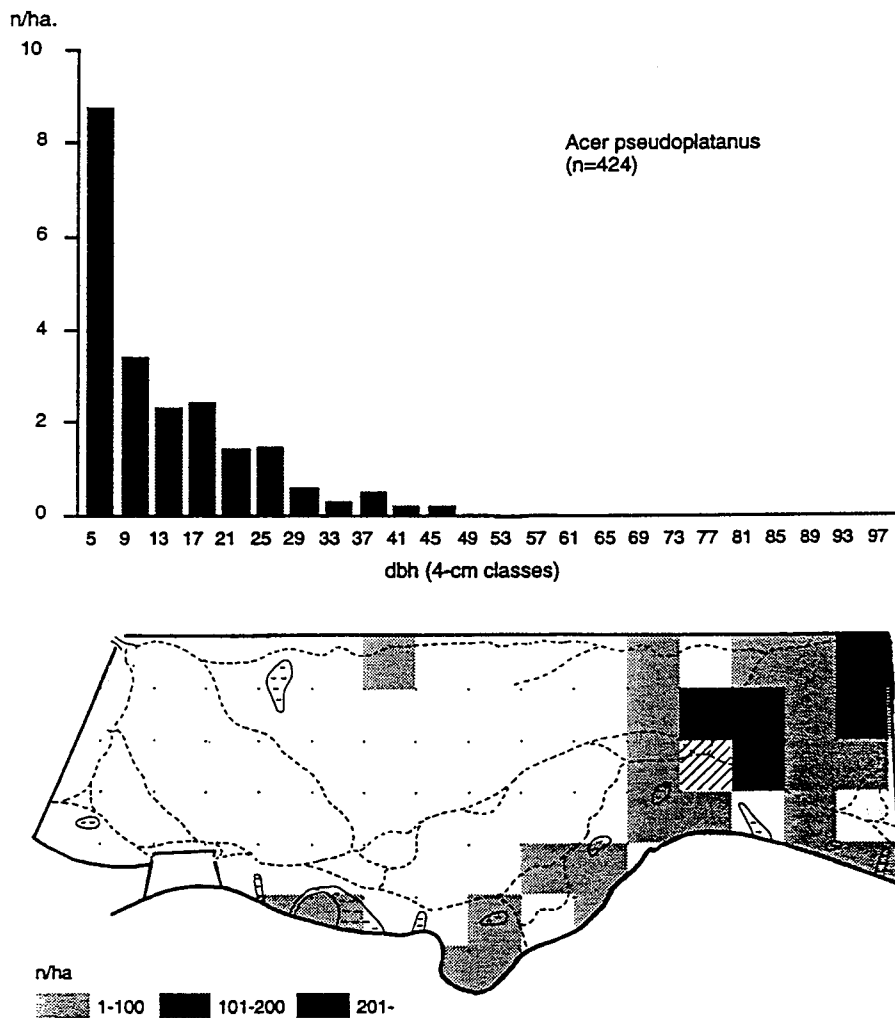 n/ha.
10
8
6
4
2
0
Acer pseudoplatanus
(n=424)
5 9 13 17 21 25 29 33 37 41 45 49 53 57 61 65 69 73 77 81 85 89 93 97
dbh (4-cm classes)
n/ha
1-100 101-200 201-